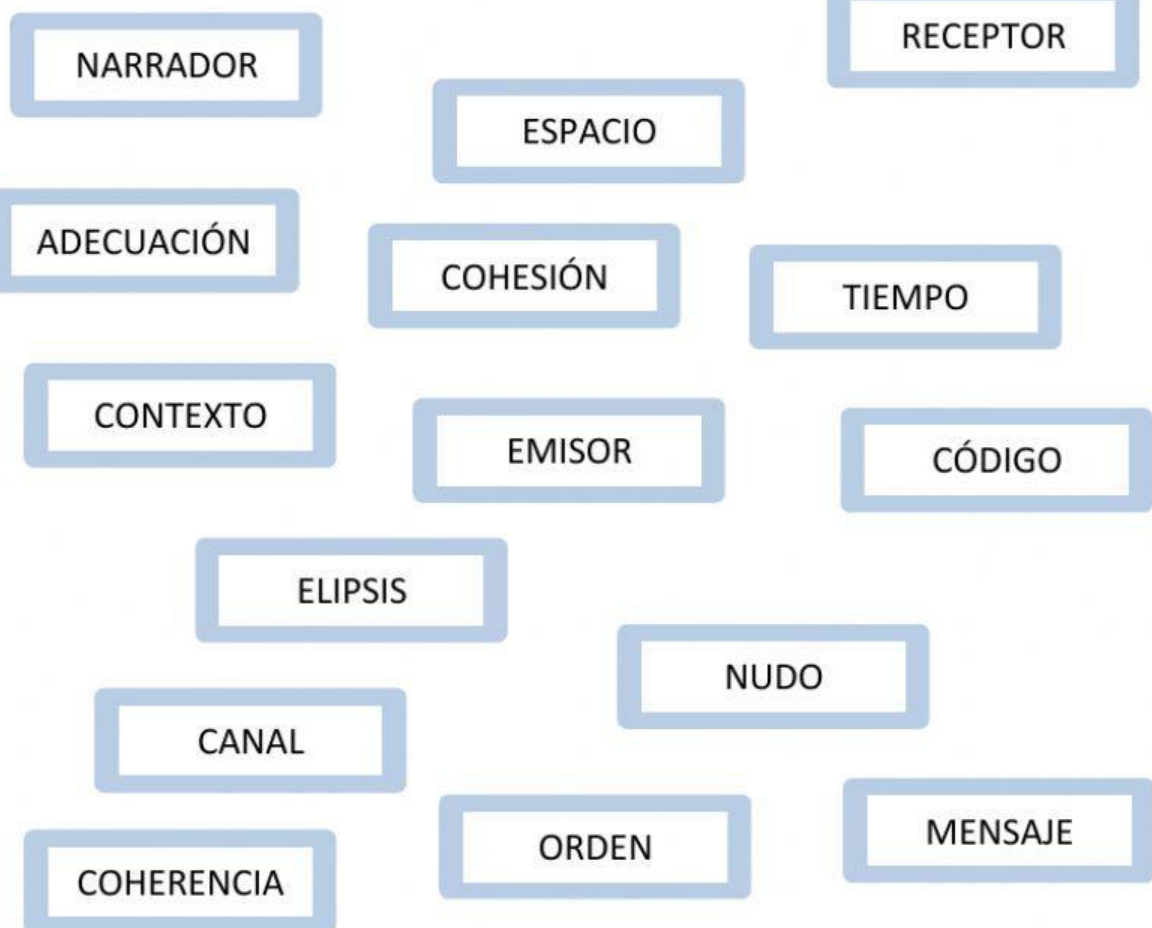 NARRADOR
RECEPTOR
ESPACIO
ADECUACIÓN
COHESIÓN
TIEMPO
CONTEXTO
EMISOR
CÓDIGO
ELIPSIS
NUDO
CANAL
ORDEN
MENSAJE
COHERENCIA